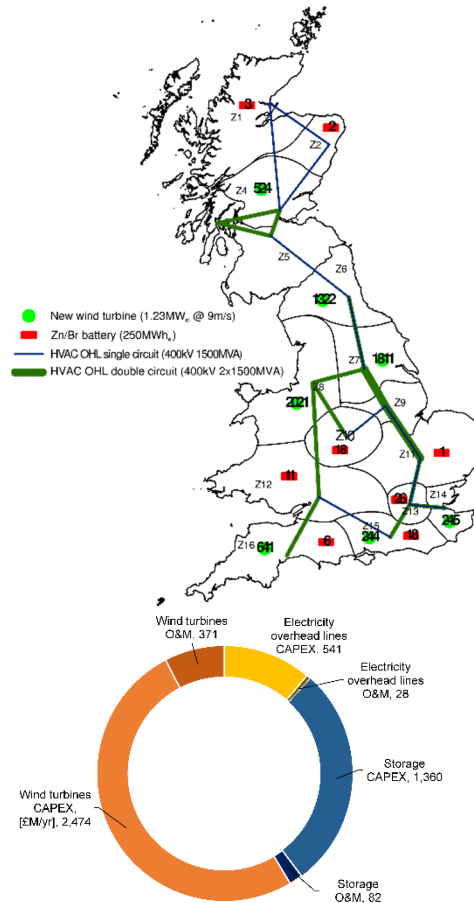 3
Z1
2
Z2
Z4
524
Z5
Z6
1322
New wind turbine (1.23MWe @ 9m/s)
Zn/Br battery (250MWhe)
HVAC OHL single circuit (400kV 1500MVA)
HVAC OHL double circuit (400kV 2x1500MVA)
Z7
1811
Z8
2021
Z9
Z10
18
1
Z11
11
Z12
26
Z14
Z13
245
Z15
244
18
6
Z16
641
Wind turbines
O&M, 371
Electricity
overhead lines
CAPEX, 541
Electricity
overhead lines
O&M, 28
Storage
CAPEX, 1,360
Wind turbines
CAPEX,
[£M/yr], 2,474
Storage
O&M, 82